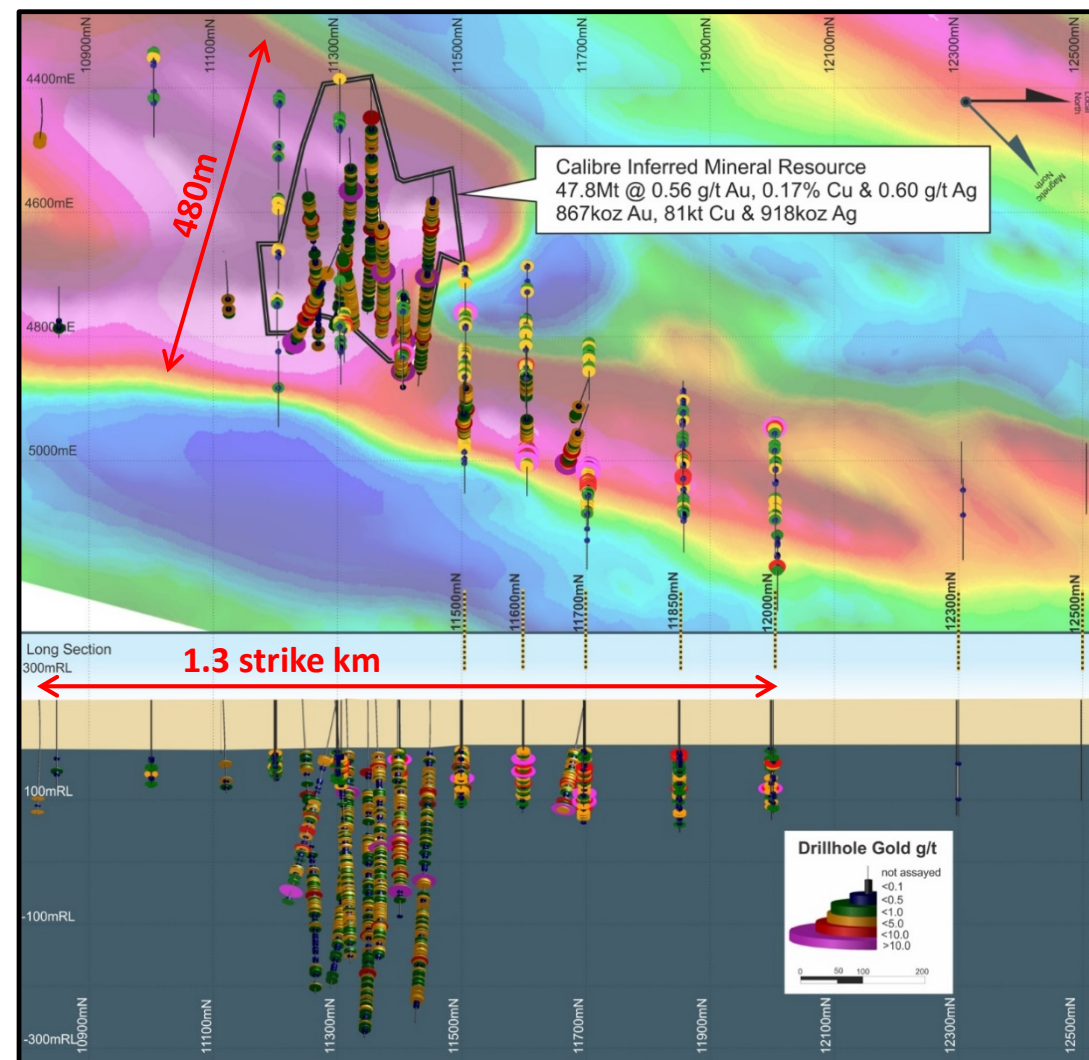 10900mN
11100mN
11300mN
11500mN
11700mN
11900mN
12100mN
12300mN
12500mN
4400mE
4600mE
4800mE
5000mE
480m
Local
North
Magnetic
North
Calibre Inferred Mineral Resource
47.8Mt @ 0.56 g/t Au, 0.17% Cu & 0.60 g/t Ag
867koz Au, 81kt Cu & 918koz Ag
11500mN
11600mN
11700mN
11850mN
12000mN
12300mN
12500mN
Long Section
300mRL
1.3 strike km
100mRL
-100mRL
-300mRL
Drillhole Gold g/t
not assayed
<0.1
<0.5
<1.0
<5.0
<10.0
>10.0
0 50 100 200
10900mN
11100mN
11300mN
11500mN
11700mN
11900mN
12100mN
12300mN
12500mN